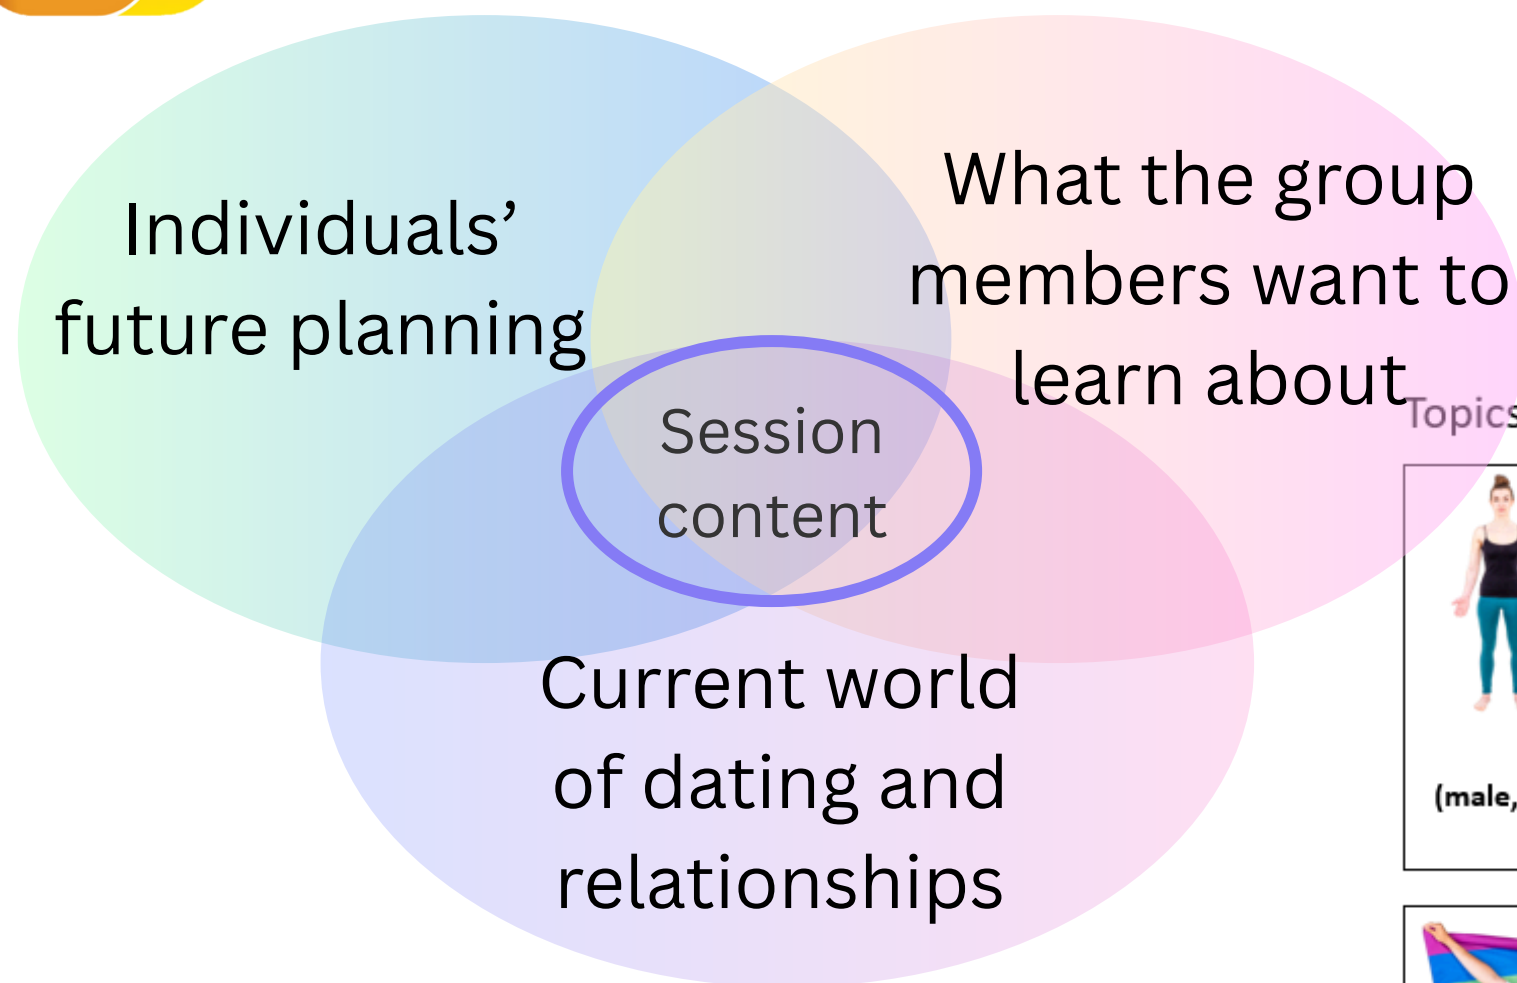 Individuals’
future planning
What the group
members want to
learn about
Session
content
Current world
of dating and
relationships
Topics
(male,